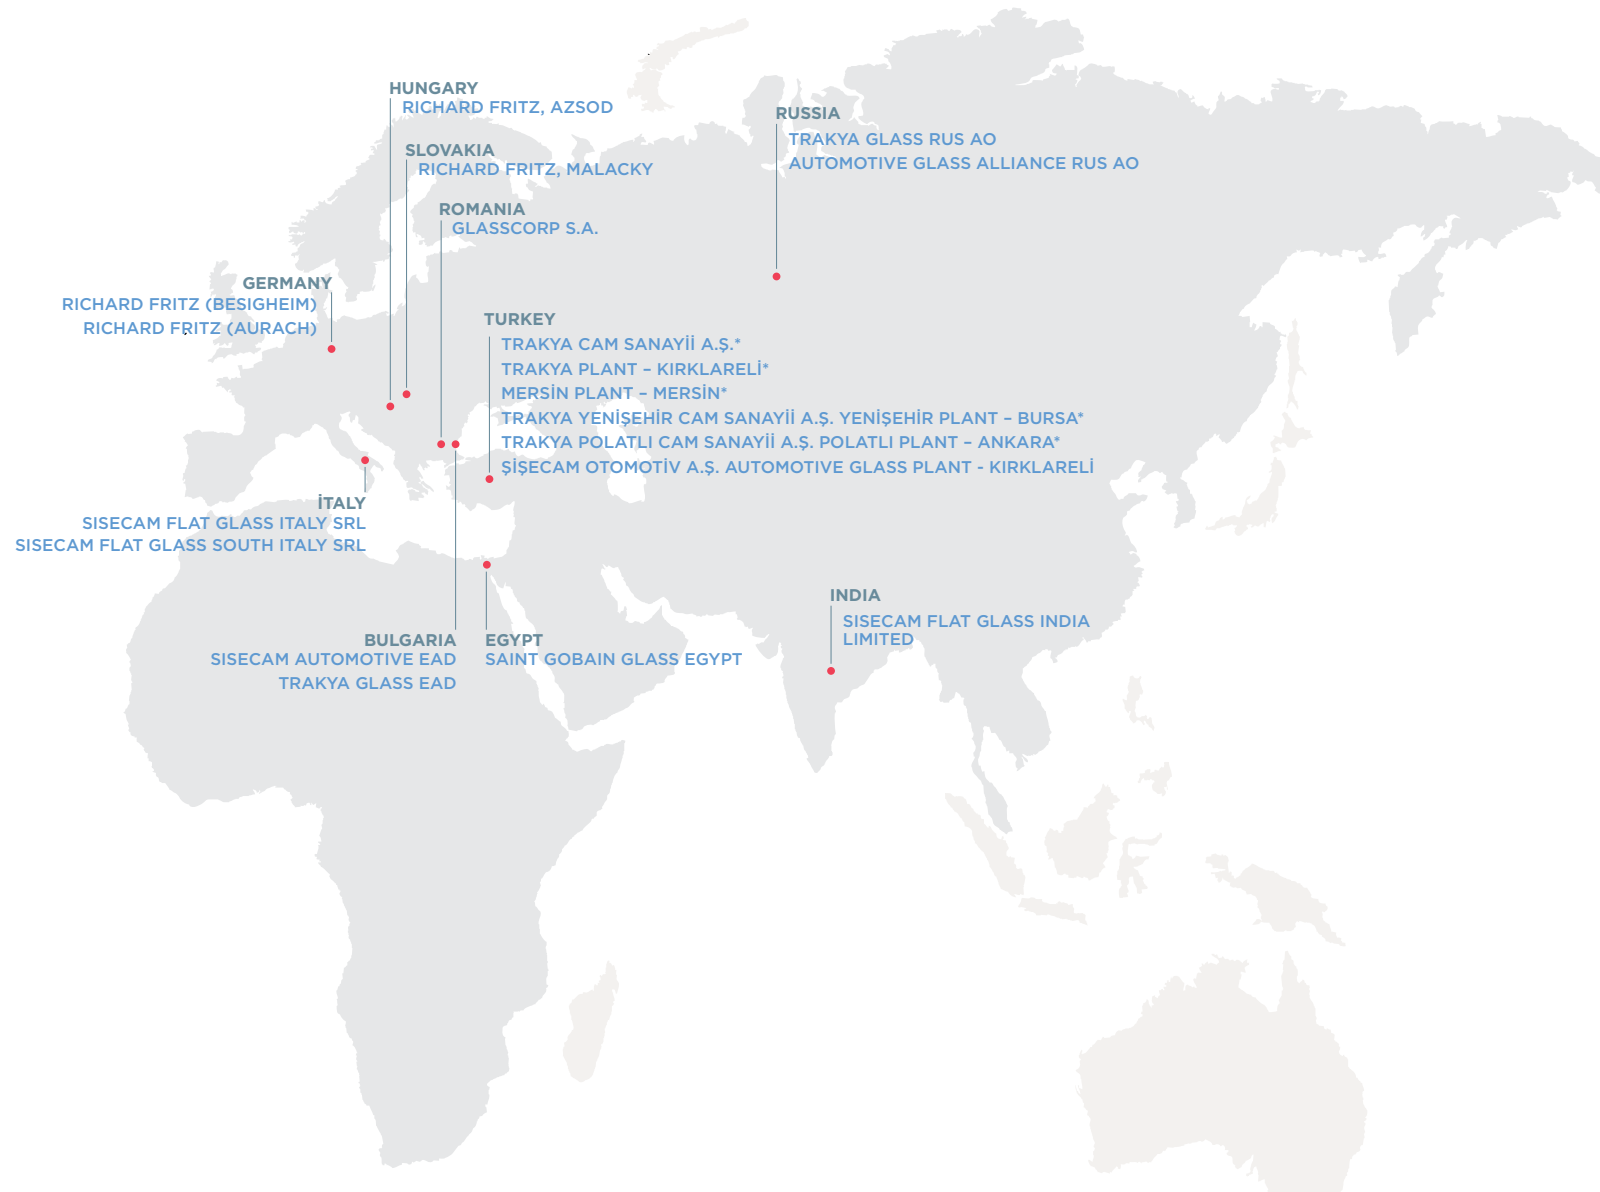 HUNGARY
RICHARD FRITZ, AZSOD
RUSSIA
TRAKYA GLASS RUS AO
AUTOMOTIVE GLASS ALLIANCE RUS AO
SLOVAKIA
RICHARD FRITZ, MALACKY
ROMANIA
GLASSCORP S.A.
GERMANY
RICHARD FRITZ (BESIGHEIM)
RICHARD FRITZ (AURACH)
TURKEY
TRAKYA CAM SANAYİİ A.Ş.*
TRAKYA PLANT – KIRKLARELİ*
MERSİN PLANT – MERSİN*
TRAKYA YENİŞEHİR CAM SANAYİİ A.Ş. YENİŞEHİR PLANT – BURSA*
TRAKYA POLATLI CAM SANAYİİ A.Ş. POLATLI PLANT – ANKARA*
ŞİŞECAM OTOMOTİV A.Ş. AUTOMOTIVE GLASS PLANT - KIRKLARELİ
İTALY
SISECAM FLAT GLASS ITALY SRL
SISECAM FLAT GLASS SOUTH ITALY SRL
INDIA
SISECAM FLAT GLASS INDIA
LIMITED
BULGARIA
SISECAM AUTOMOTIVE EAD
TRAKYA GLASS EAD
EGYPT
SAINT GOBAIN GLASS EGYPT